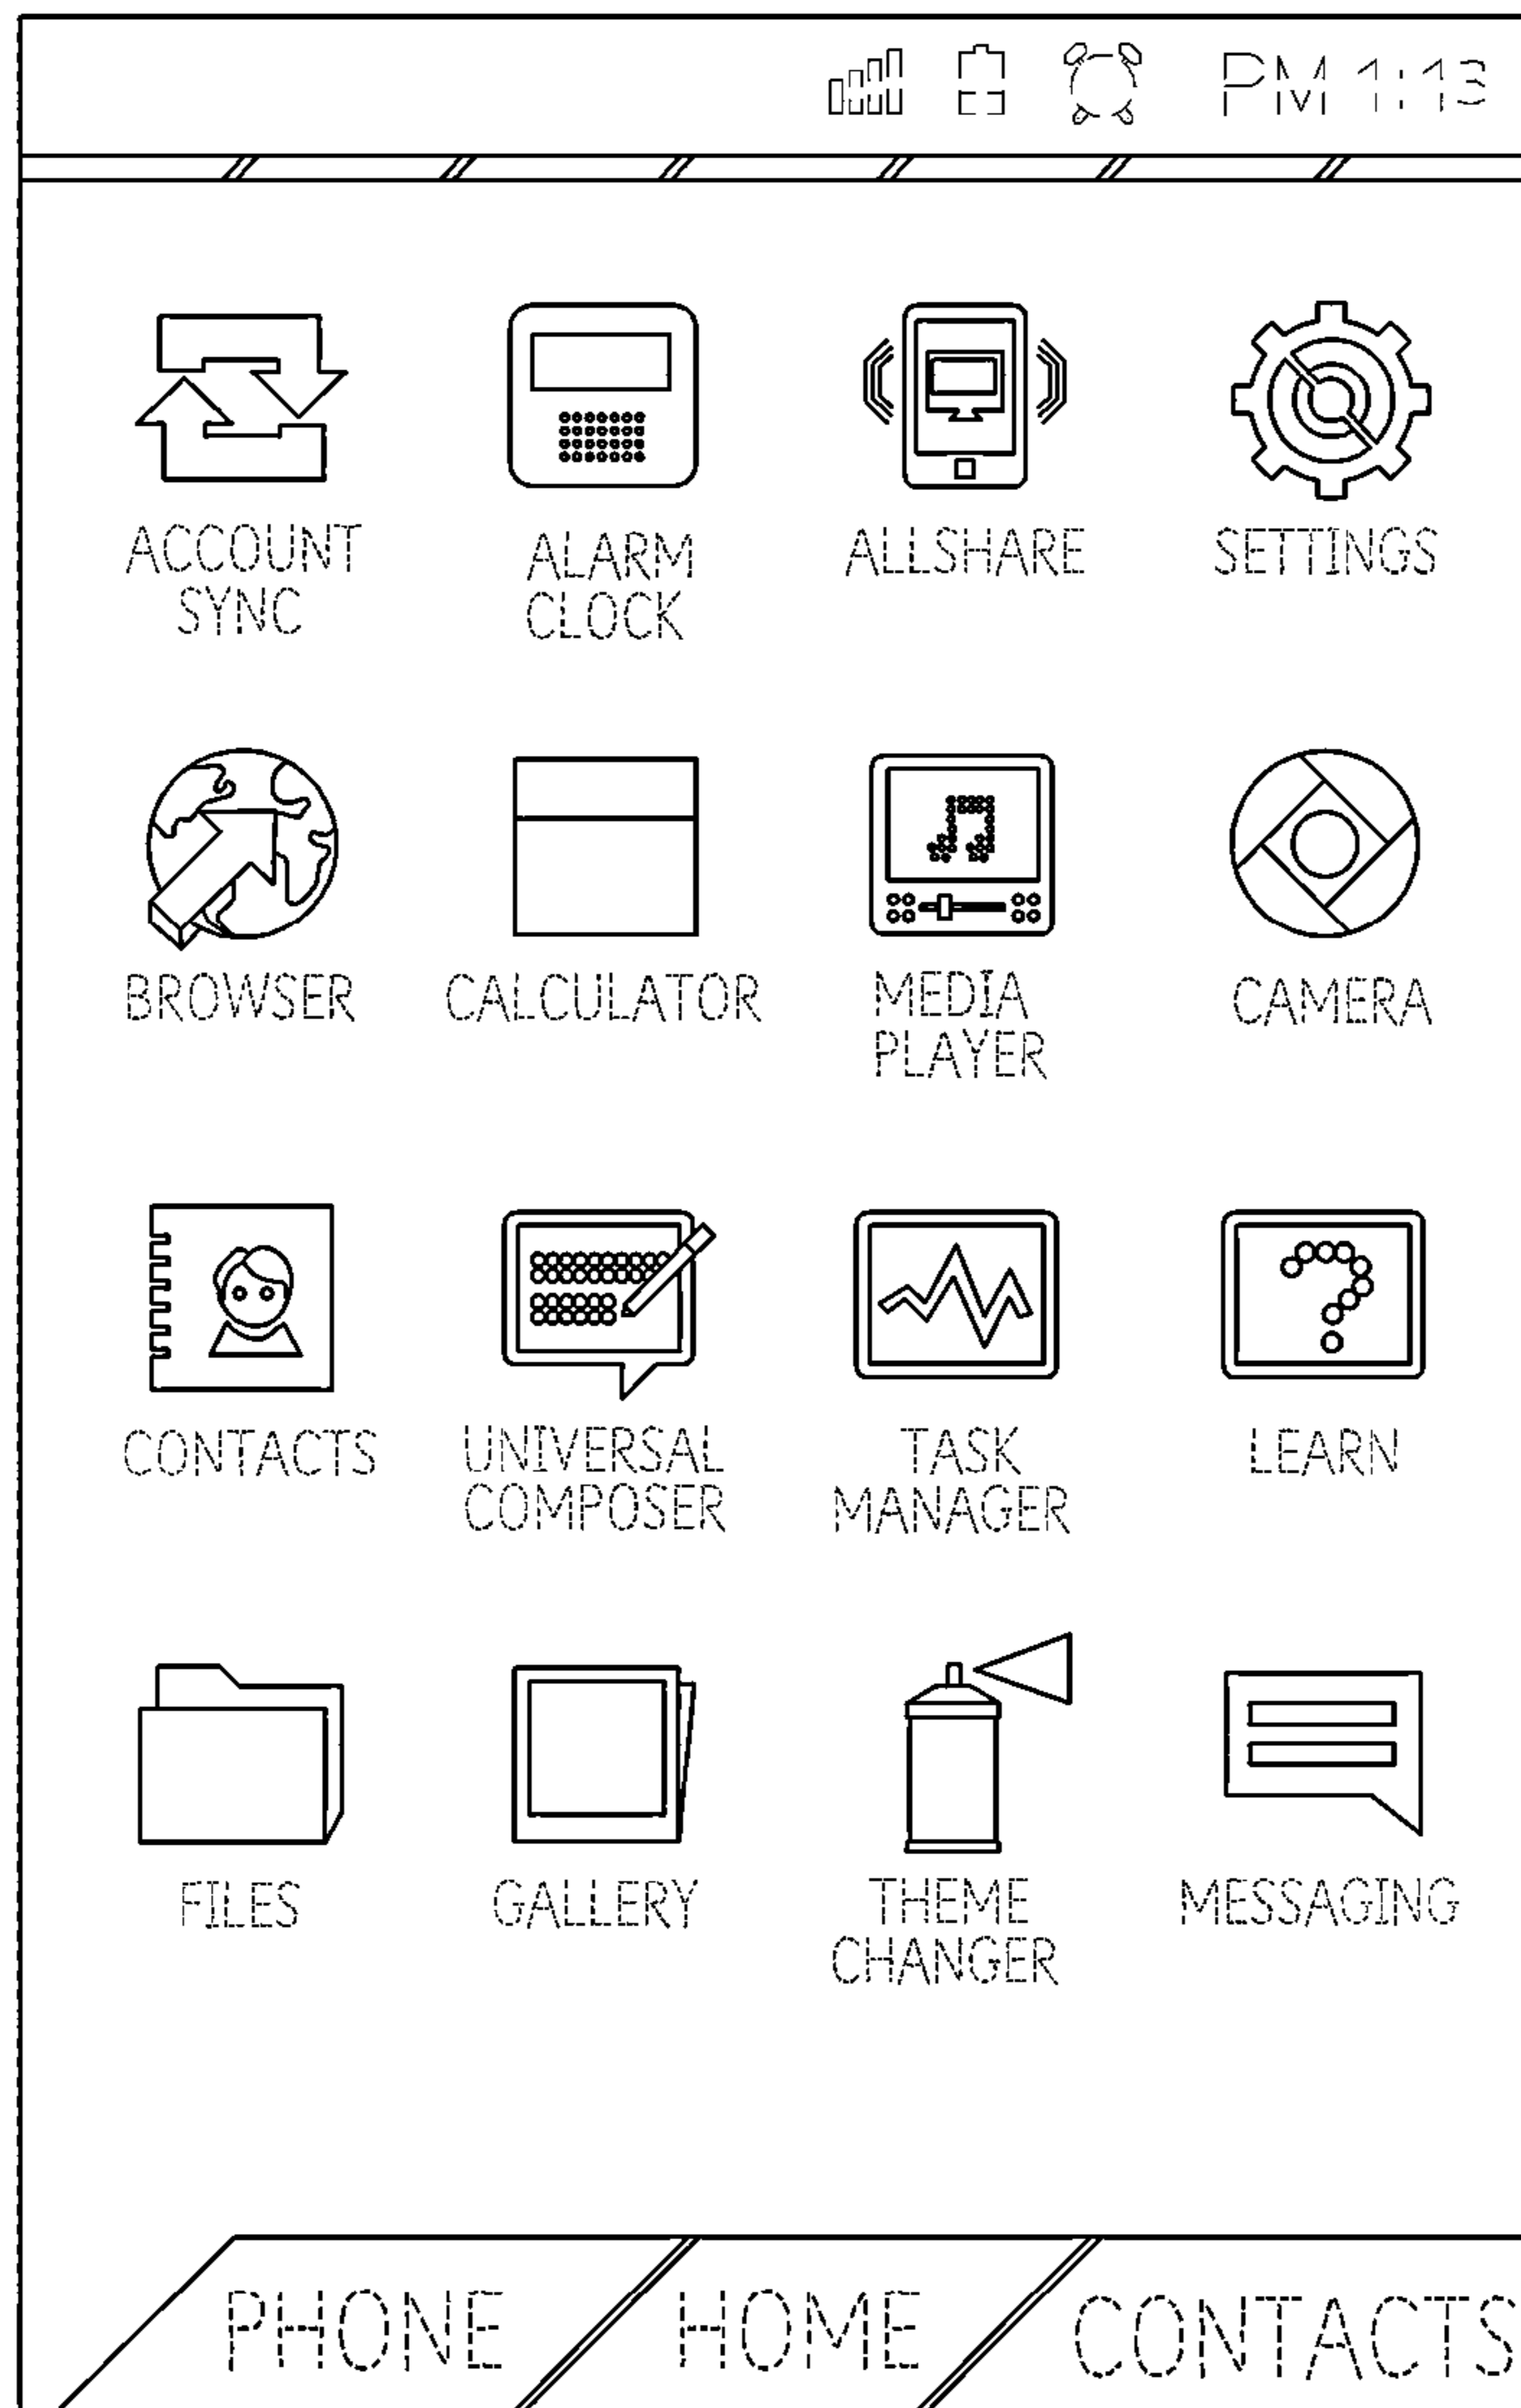 PM 1:13
ACCOUNT
SYNC
ALARM
CLOCK
ALLSHARE
SETTINGS
BROWSER
CALCULATOR
MEDIA
PLAYER
CAMERA
CONTACTS
UNIVERSAL
COMPOSER
TASK
MANAGER
LEARN
FILES
GALLERY
THEME
CHANGER
MESSAGING
PHONE
HOME
CONTACTS